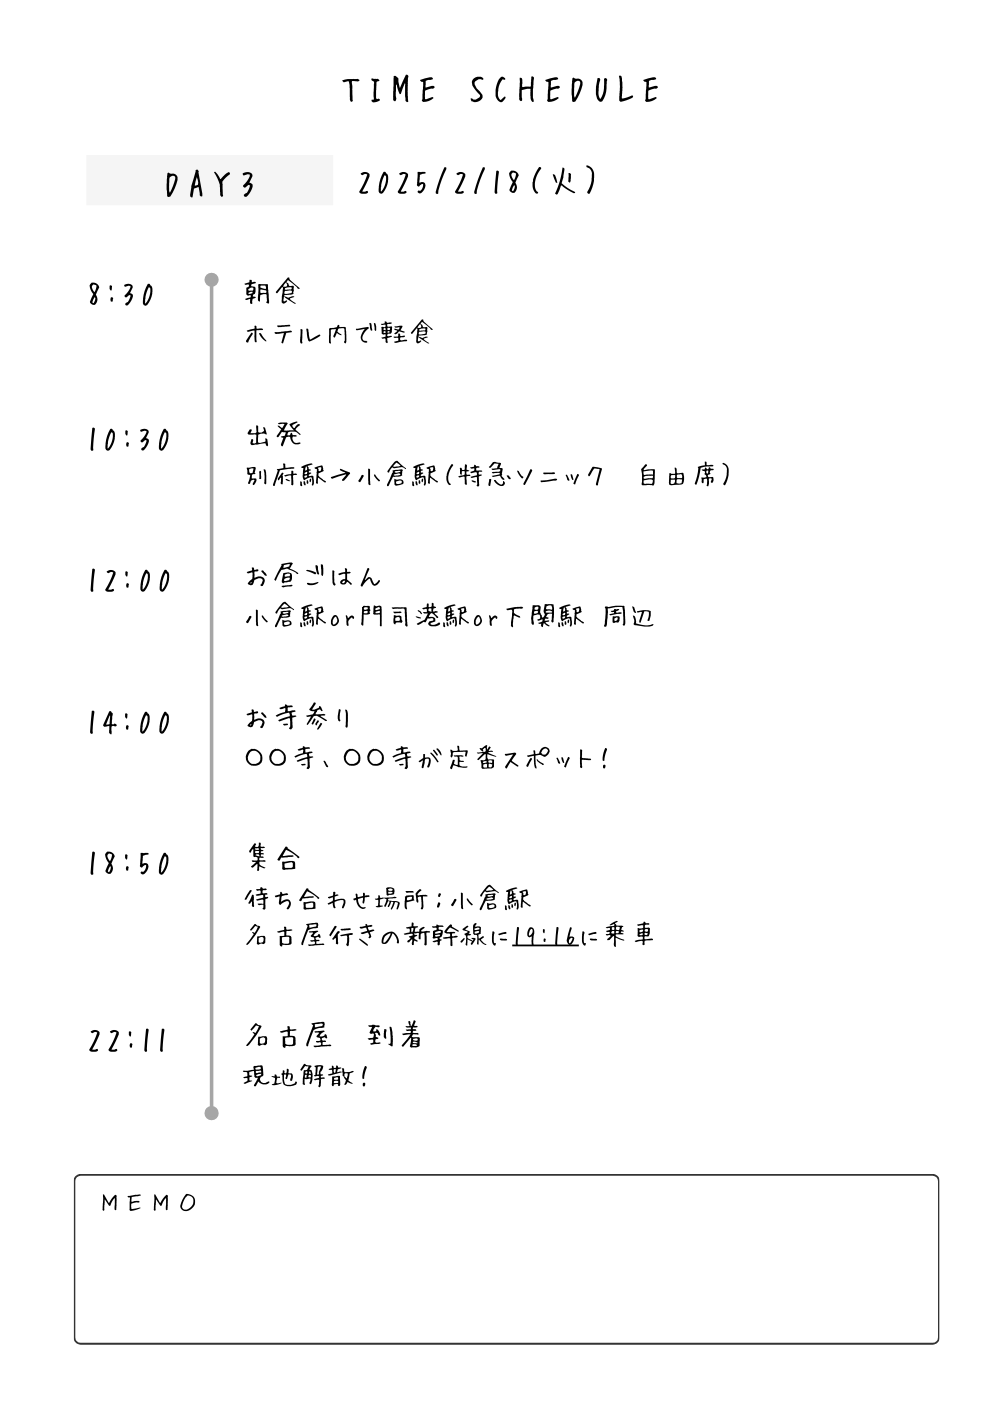 TIME SCHEDULE
DAY3 2025/2/18(火)
8:30 朝食
ホテル内で軽食
10:30 出発
別府駅→小倉駅(特急ソニック 自由席)
12:00 お昼ごはん
小倉駅or門司港駅or下関駅 周辺
14:00 お寺参り
〇〇寺、〇〇寺が定番スポット!
18:50 集合
待ち合わせ場所;小倉駅
名古屋行きの新幹線に19:16に乗車
22:11 名古屋 到着
現地解散!
MEMO